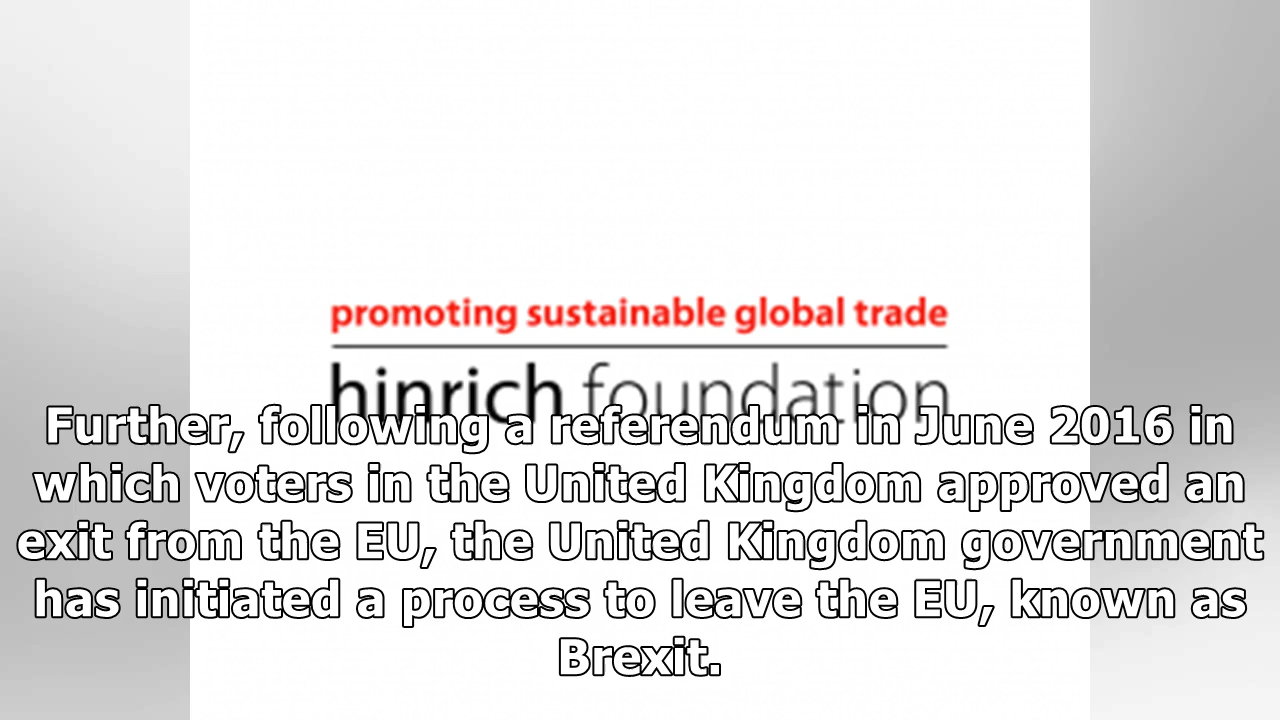 promoting sustainable global trade
hinrich foundation
Further, following a referendum in June 2016 in
which voters in the United Kingdom approved an
exit from the EU, the United Kingdom government
has initiated a process to leave the EU, known as
Brexit.